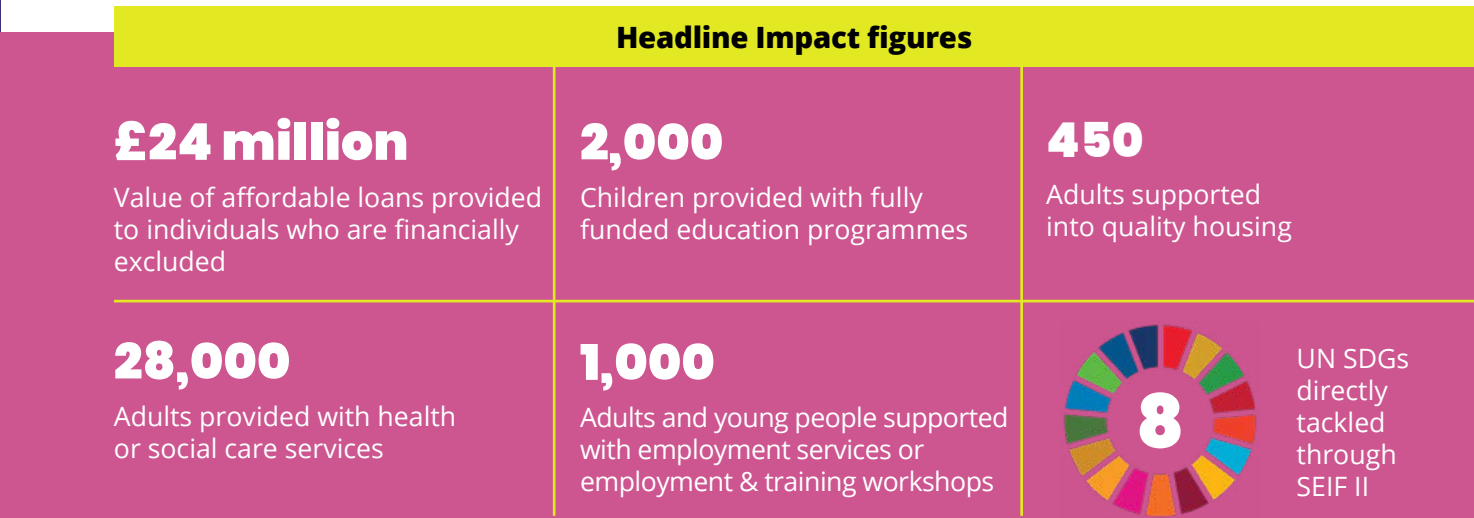 Headline Impact figures
£24 million
Value of affordable loans provided
to individuals who are financially
excluded
2,000
Children provided with fully
funded education programmes
450
Adults supported
into quality housing
28,000
Adults provided with health
or social care services
1,000
Adults and young people supported
with employment services or
employment & training workshops
8
UN SDGs
directly
tackled
through
SEIF II